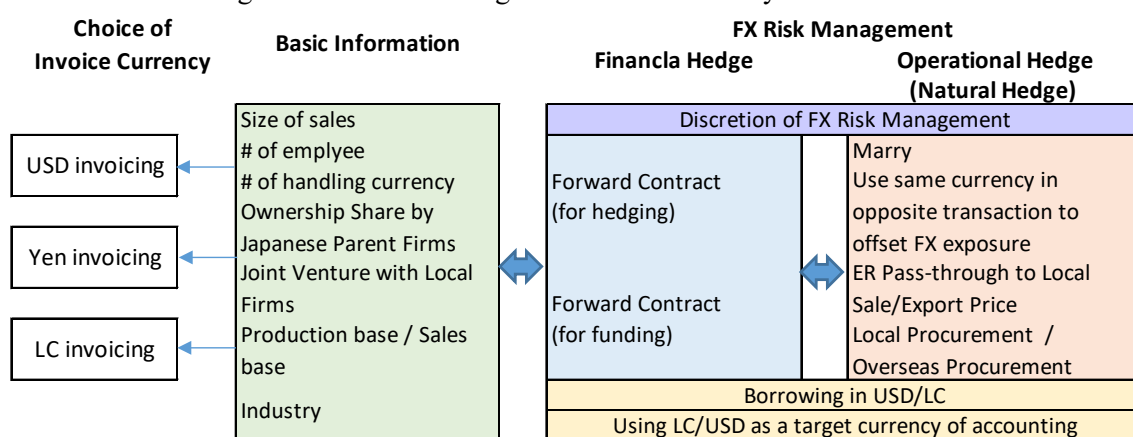 Choice of
Invoice Currency
Basic Information
FX Risk Management
Financla Hedge
Operational Hedge
(Natural Hedge)
USD invoicing
Yen invoicing
LC invoicing
Size of sales
# of emplyee
# of handling currency
Ownership Share by
Japanese Parent Firms
Joint Venture with Local
Firms
Production base / Sales
base
Industry
Discretion of FX Risk Management
Forward Contract
(for hedging)
Forward Contract
(for funding)
Marry
Use same currency in
opposite transaction to
offset FX exposure
ER Pass-through to Local
Sale/Export Price
Local Procurement /
Overseas Procurement
Borrowing in USD/LC
Using LC/USD as a target currency of accounting